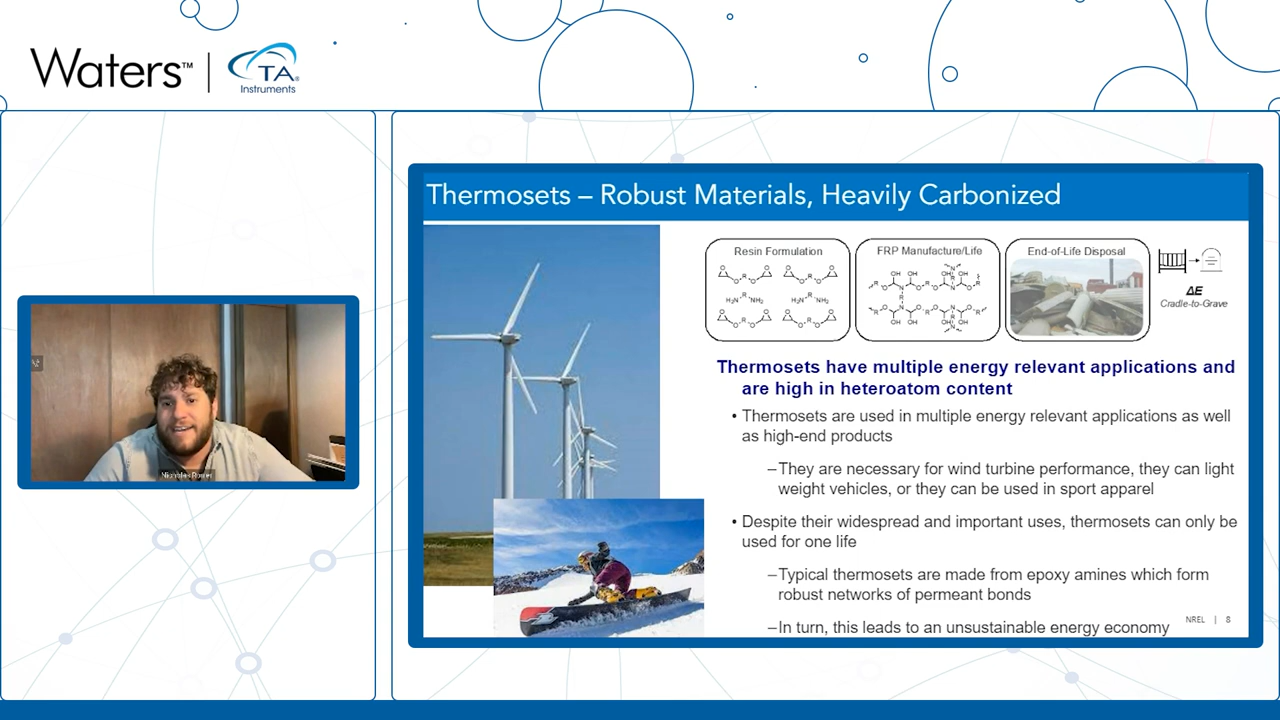 Waters™
TA®
Instruments
Thermosets – Robust Materials, Heavily Carbonized
Resin Formulation
FRP Manufacture/Life
End-of-Life Disposal
ΔE
Cradle-to-Grave
Thermosets have multiple energy relevant applications and
are high in heteroatom content
• Thermosets are used in multiple energy relevant applications as well
as high-end products
–They are necessary for wind turbine performance, they can light
weight vehicles, or they can be used in sport apparel
• Despite their widespread and important uses, thermosets can only be
used for one life
–Typical thermosets are made from epoxy amines which form
robust networks of permeant bonds
–In turn, this leads to an unsustainable energy economy
NREL | 8